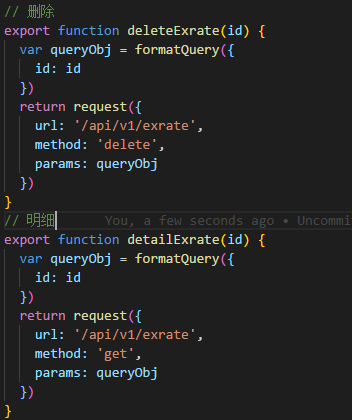 // 删除
export function deleteExrate(id) {
  var queryObj = formatQuery({
    id: id
  })
  return request({
    url: '/api/v1/exrate',
    method: 'delete',
    params: queryObj
  })
}
// 明细 You, a few seconds ago • Uncommi
export function detailExrate(id) {
  var queryObj = formatQuery({
    id: id
  })
  return request({
    url: '/api/v1/exrate',
    method: 'get',
    params: queryObj
  })
}